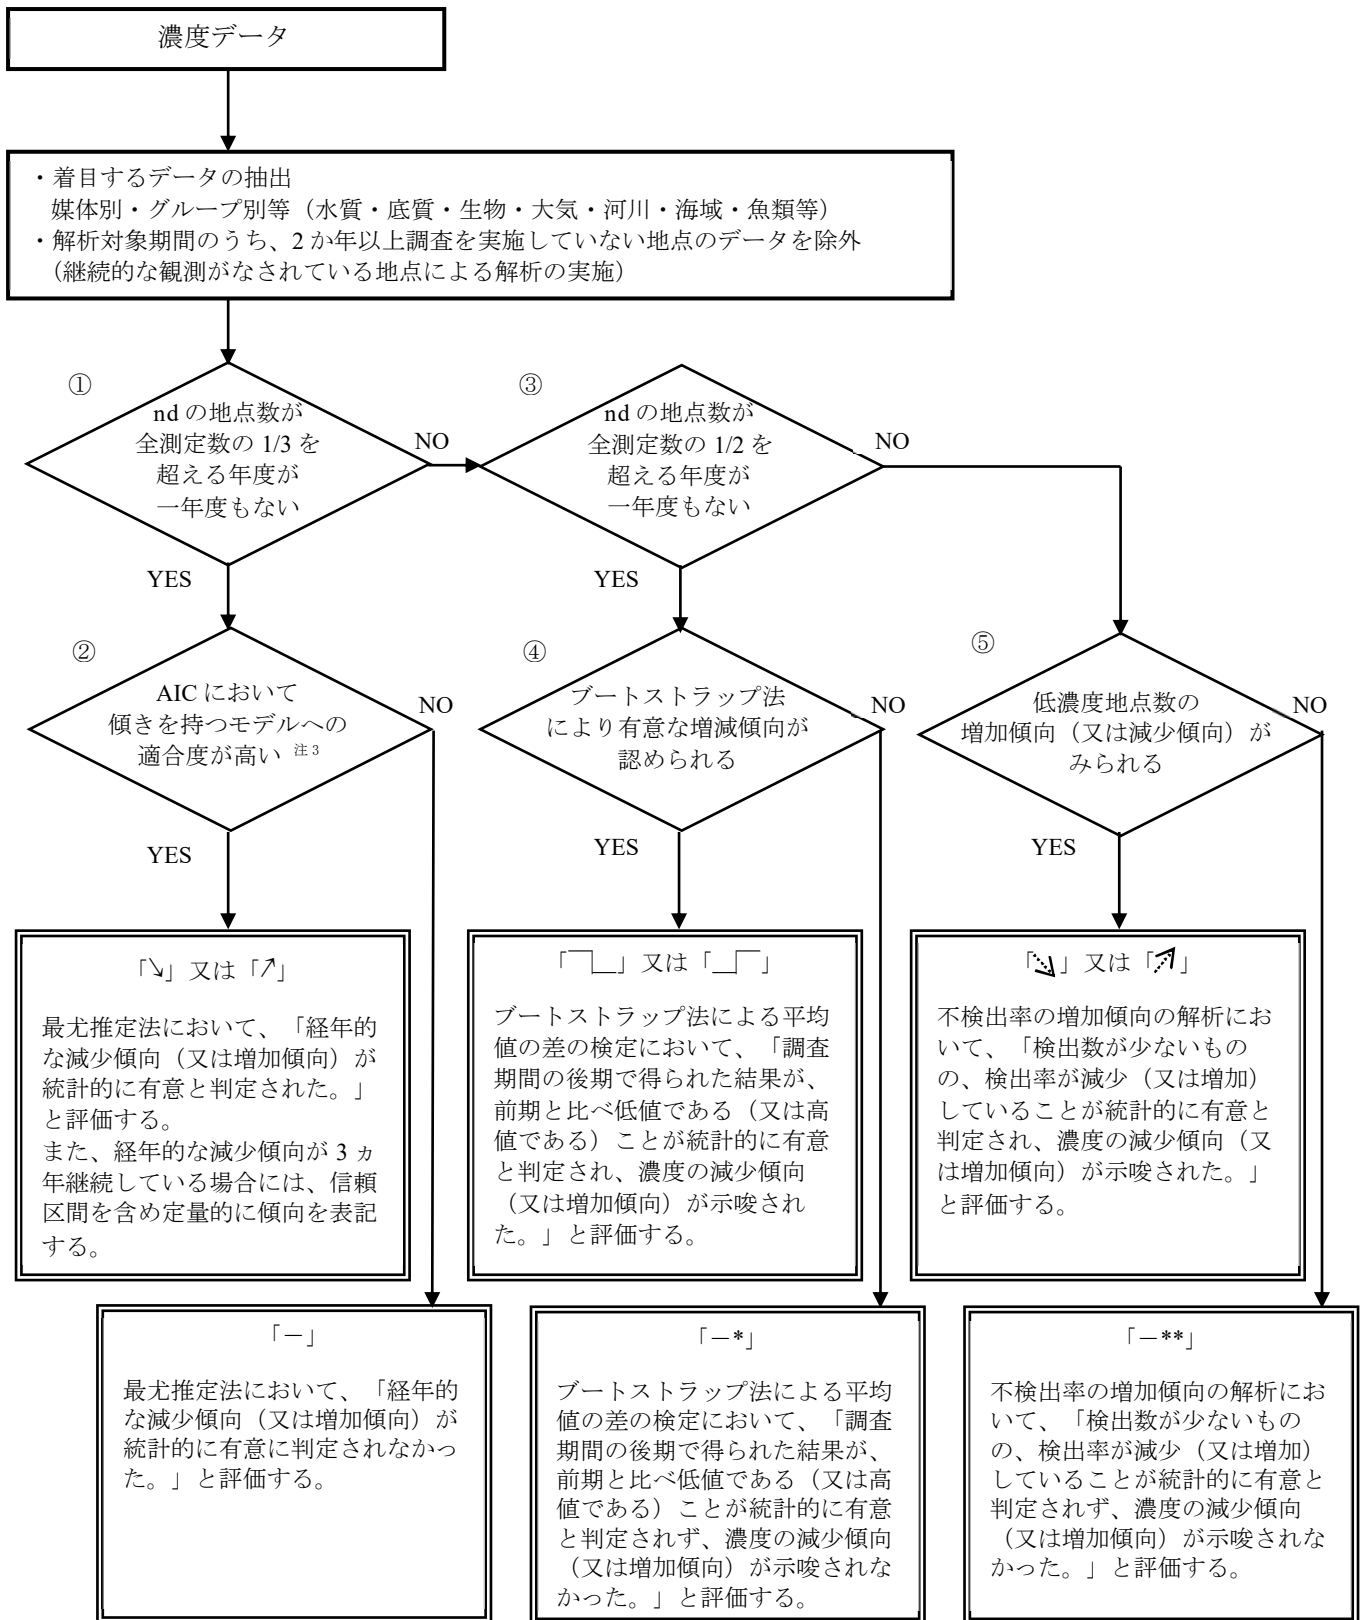 濃度データ
・着目するデータの抽出
媒体別・グループ別等（水質・底質・生物・大気・河川・海域・魚類等）
・解析対象期間のうち、2 か年以上調査を実施していない地点のデータを除外
（継続的な観測がなされている地点による解析の実施）
①
nd の地点数が
全測定数の 1/3 を
超える年度が
一年度もない
NO
YES
③
nd の地点数が
全測定数の 1/2 を
超える年度が
一年度もない
NO
YES
②
AIC において
傾きを持つモデルへの
適合度が高い 注3
NO
YES
④
ブートストラップ法
により有意な増減傾向が
認められる
NO
YES
⑤
低濃度地点数の
増加傾向（又は減少傾向）が
みられる
NO
YES
「↘」又は「↗」
最尤推定法において、「経年的
な減少傾向（又は増加傾向）が
統計的に有意と判定された。」
と評価する。
また、経年的な減少傾向が 3 ヵ
年継続している場合には、信頼
区間を含め定量的に傾向を表記
する。
「￣|＿」又は「＿|￣」
ブートストラップ法による平均
値の差の検定において、「調査
期間の後期で得られた結果が、
前期と比べ低値である（又は高
値である）ことが統計的に有意
と判定され、濃度の減少傾向
（又は増加傾向）が示唆され
た。」と評価する。
「⇘」又は「⇗」
不検出率の増加傾向の解析にお
いて、「検出数が少ないもの
の、検出率が減少（又は増加）
していることが統計的に有意と
判定され、濃度の減少傾向（又
は増加傾向）が示唆された。」
と評価する。
「－」
最尤推定法において、「経年的
な減少傾向（又は増加傾向）が
統計的に有意に判定されなかっ
た。」と評価する。
「－*」
ブートストラップ法による平均
値の差の検定において、「調査
期間の後期で得られた結果が、
前期と比べ低値である（又は高
値である）ことが統計的に有意
と判定されず、濃度の減少傾向
（又は増加傾向）が示唆されな
かった。」と評価する。
「－**」
不検出率の増加傾向の解析にお
いて、「検出数が少ないもの
の、検出率が減少（又は増加）
していることが統計的に有意と
判定されず、濃度の減少傾向
（又は増加傾向）が示唆されな
かった。」と評価する。